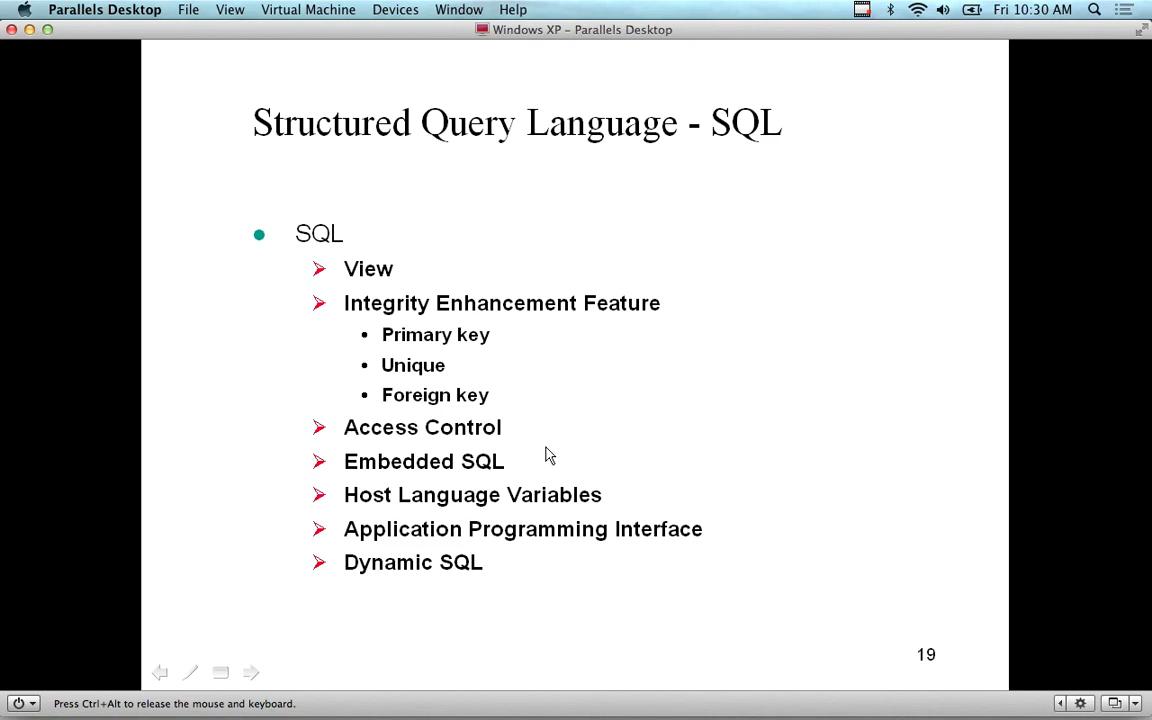 Parallels Desktop File View Virtual Machine Devices Window Help Fri 10:30 AM
Windows XP – Parallels Desktop
Structured Query Language - SQL
SQL
View
Integrity Enhancement Feature
Primary key
Unique
Foreign key
Access Control
Embedded SQL
Host Language Variables
Application Programming Interface
Dynamic SQL
19
Press Ctrl+Alt to release the mouse and keyboard.